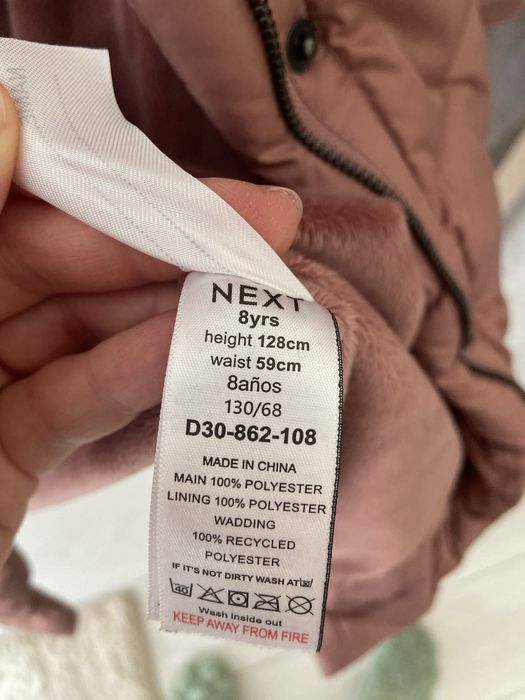 NEXT
8yrs
height 128cm
waist 59cm
8años
130/68
D30-862-108
MADE IN CHINA
MAIN 100% POLYESTER
LINING 100% POLYESTER
WADDING
100% RECYCLED
POLYESTER
IF IT'S NOT DIRTY WASH AT
40
Wash inside out
KEEP AWAY FROM FIRE